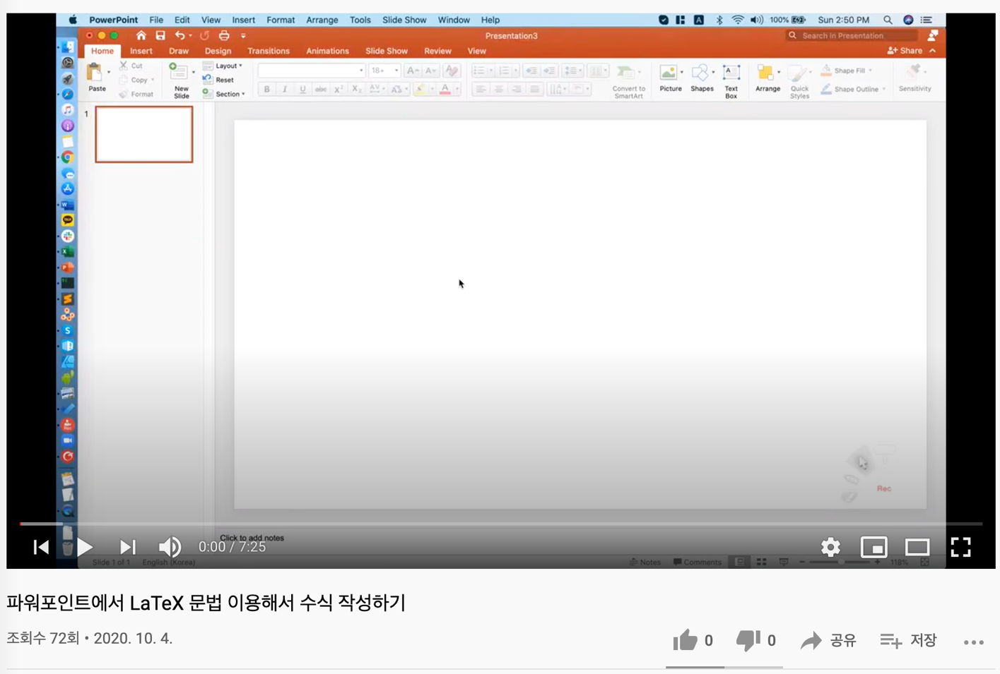 PowerPoint File Edit View Insert Format Arrange Tools Slide Show Window Help 100% Sun 2:50 PM
Presentation3 Search in Presentation
Home Insert Draw Design Transitions Animations Slide Show Review View Share
Paste Cut Copy Format New Slide Layout Reset Section 18+ Convert to SmartArt Picture Shapes Text Box Arrange Quick Styles Shape Fill Shape Outline Sensitivity
1
Rec
Click to add notes
0:00 / 7:25
Slide 1 of 1 English (Korea) Notes Comments 118%
파워포인트에서 LaTeX 문법 이용해서 수식 작성하기
조회수 72회 • 2020. 10. 4. 0 0 공유 저장